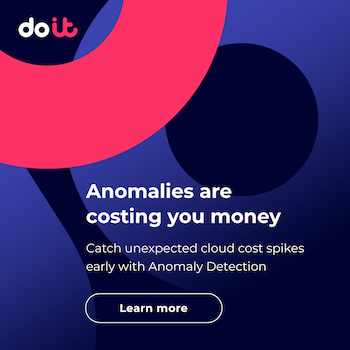 doit
Anomalies are
costing you money
Catch unexpected cloud cost spikes
early with Anomaly Detection
Learn more